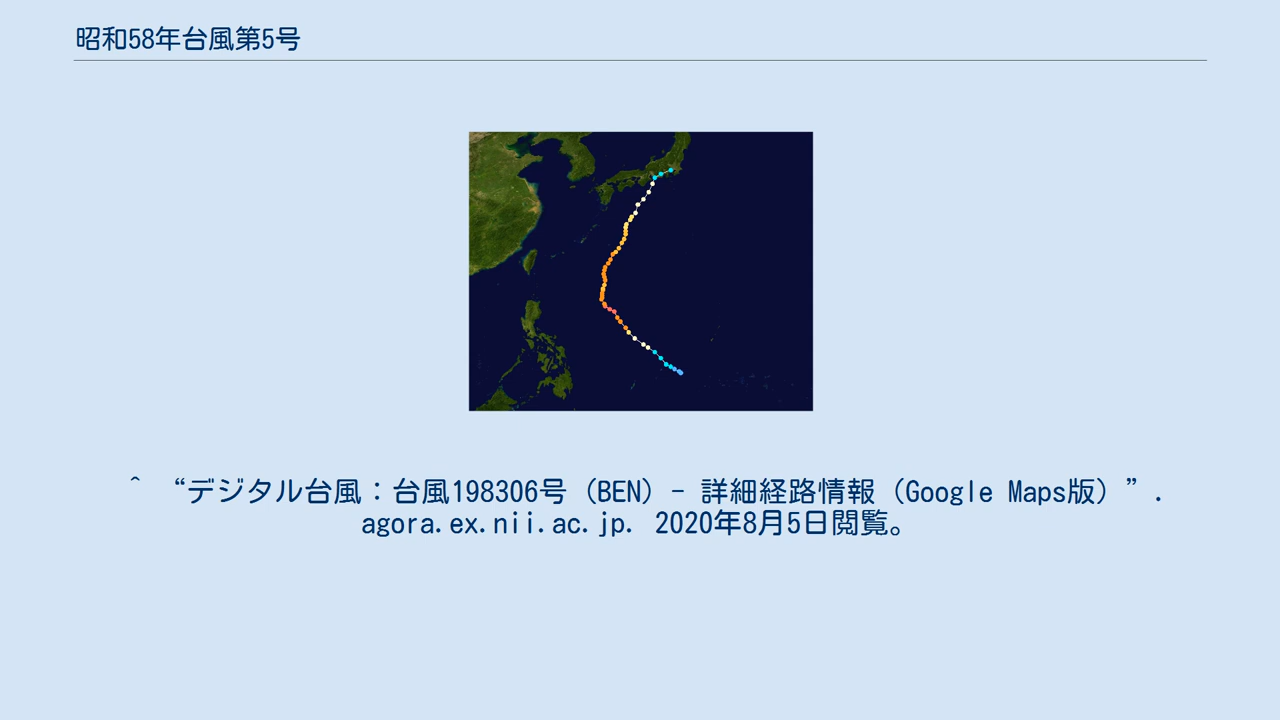 昭和58年台風第5号
^ “デジタル台風：台風198306号（BEN）- 詳細経路情報（Google Maps版）”.
agora.ex.nii.ac.jp. 2020年8月5日閲覧。